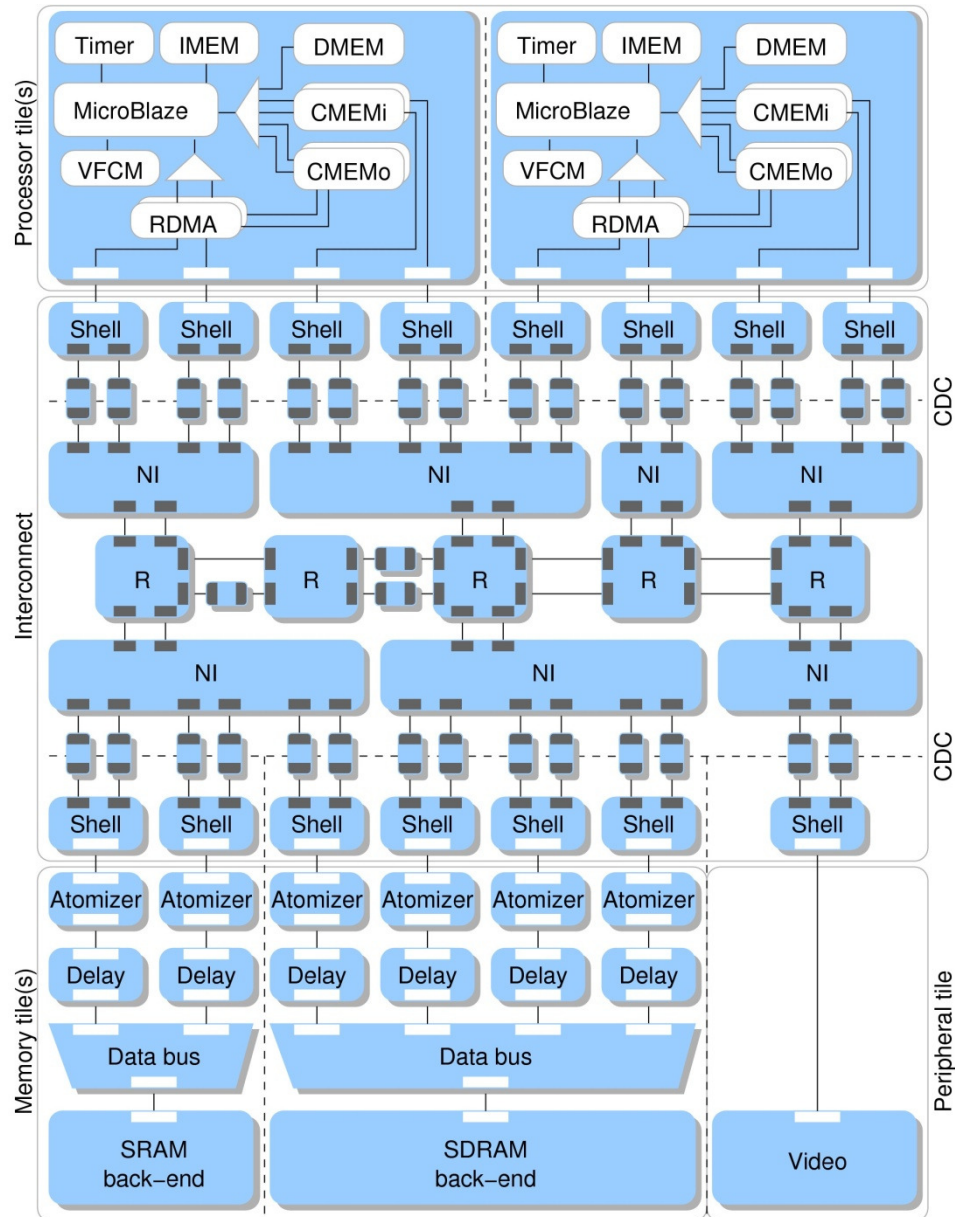 Processor tile(s)
Timer
IMEM
DMEM
MicroBlaze
CMEMi
VFCM
CMEMo
RDMA
Timer
IMEM
DMEM
MicroBlaze
CMEMi
VFCM
CMEMo
RDMA
Interconnect
Shell Shell Shell Shell Shell Shell Shell Shell
CDC
NI NI NI NI
R R R R R
NI NI NI
CDC
Shell Shell Shell Shell Shell Shell Shell
Memory tile(s)
Atomizer Atomizer Atomizer Atomizer Atomizer Atomizer
Delay Delay Delay Delay Delay Delay
Data bus Data bus
SRAM
back-end
SDRAM
back-end
Video
Peripheral tile